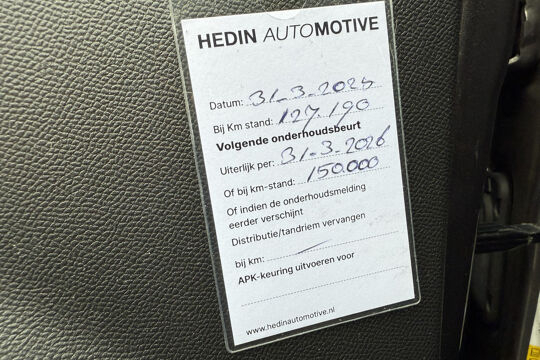 HEDIN AUTOMOTIVE
Datum: 31-3-2025
Bij Km stand: 127.190
Volgende onderhoudsbeurt
Uiterlijk per: 31-3-2026
Of bij km-stand: 150.000
Of indien de onderhoudsmelding
eerder verschijnt
Distributie/tandriem vervangen
bij km:
APK-keuring uitvoeren voor
www.hedinautomotive.nl